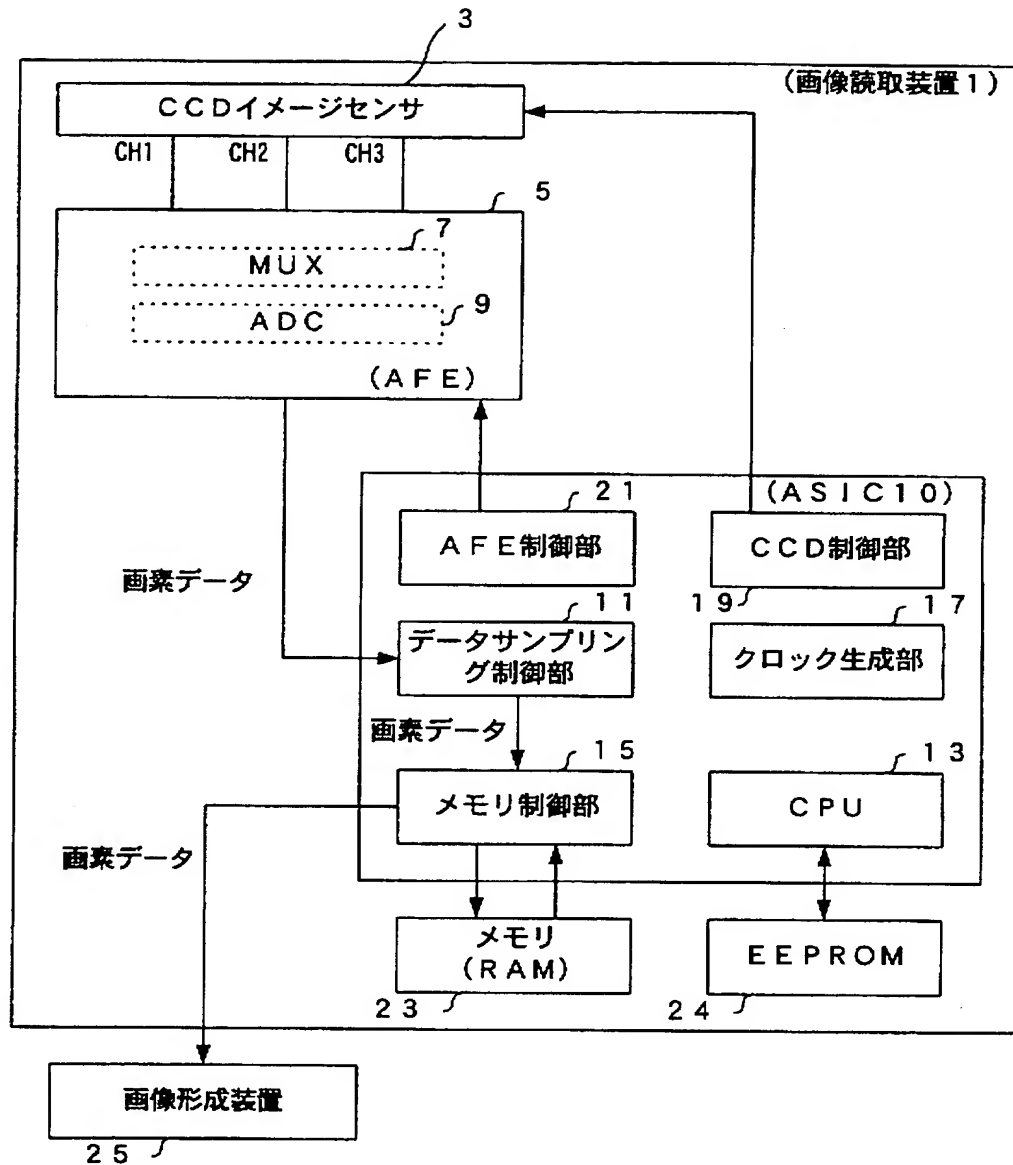 3
(画像読取装置1)
CCDイメージセンサ
CH1 CH2 CH3
5
7
MUX
9
ADC
(AFE)
21
(ASIC10)
AFE制御部
CCD制御部
画素データ
11
19
17
データサンプリン
グ制御部
クロック生成部
画素データ
15
13
メモリ制御部
CPU
画素データ
メモリ
(RAM)
EEPROM
23
24
画像形成装置
25